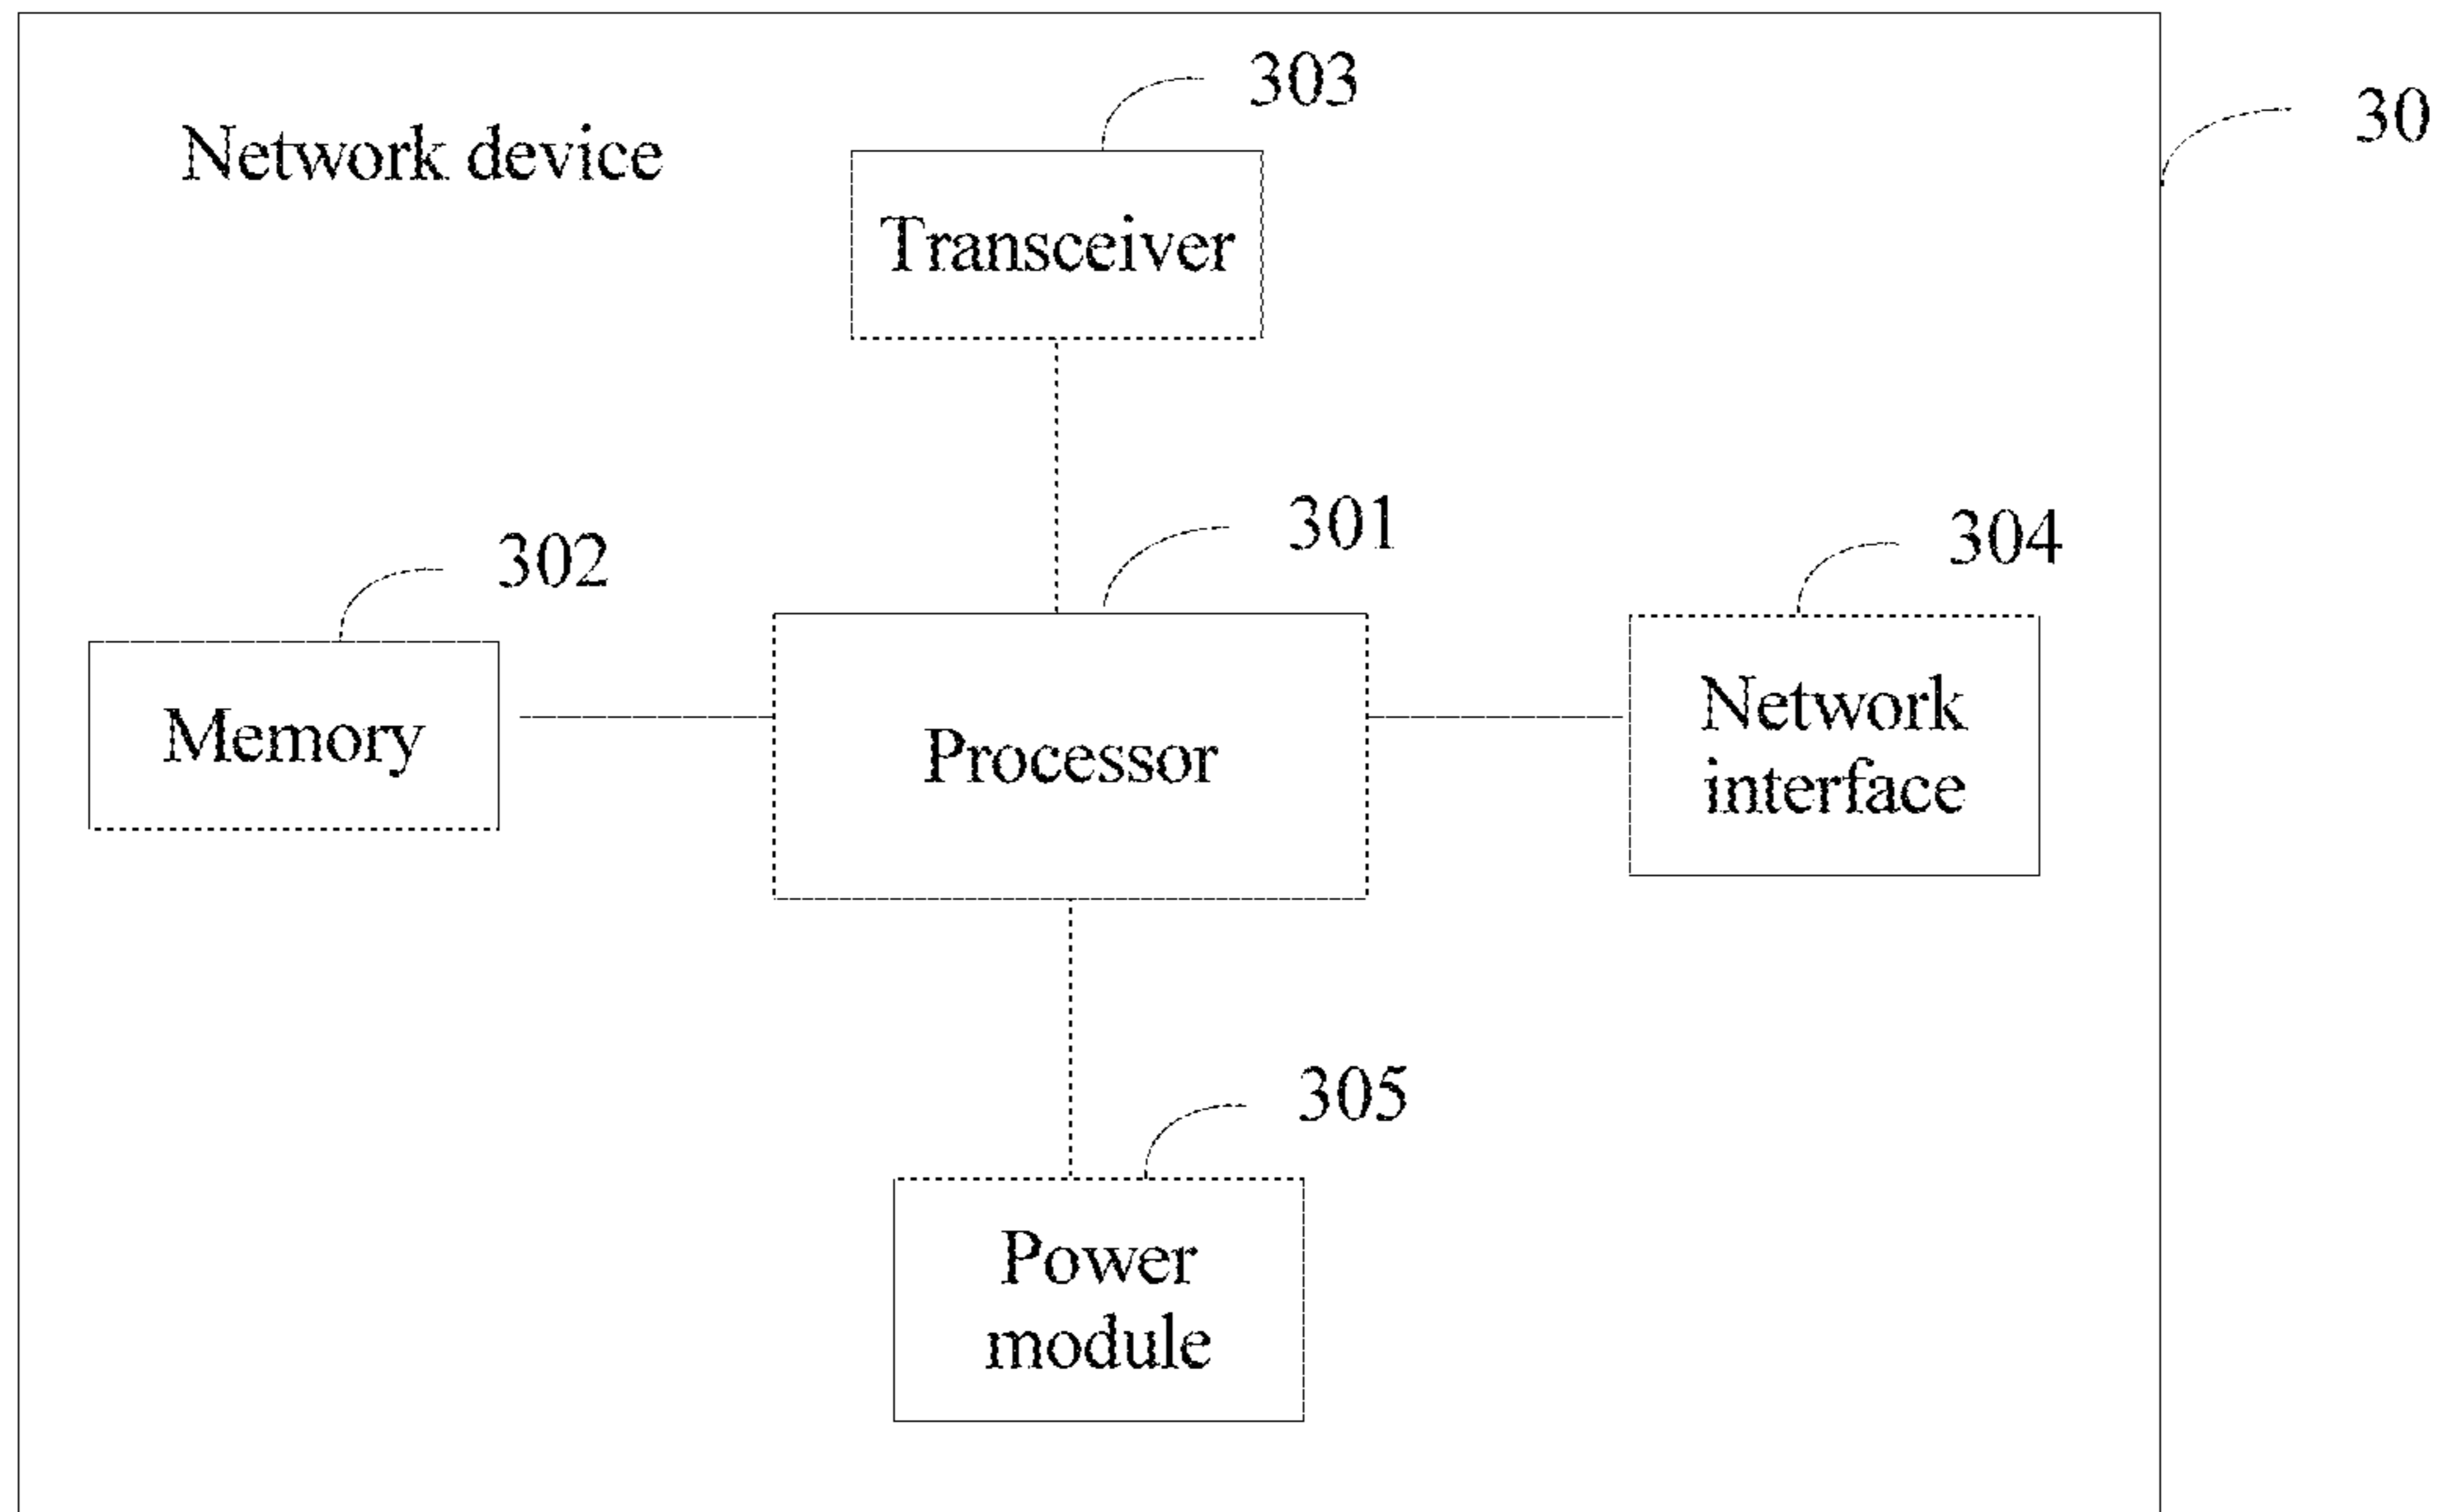 303
30
Network device
Transceiver
301
304
302
Memory
Processor
Network
interface
305
Power
module